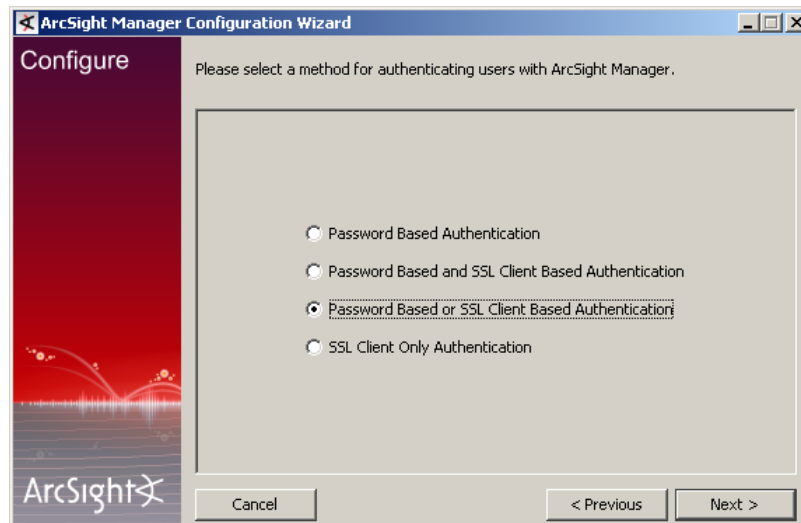 ArcSight Manager Configuration Wizard
Configure
Please select a method for authenticating users with ArcSight Manager.
Password Based Authentication
Password Based and SSL Client Based Authentication
Password Based or SSL Client Based Authentication
SSL Client Only Authentication
ArcSight
Cancel
< Previous
Next >